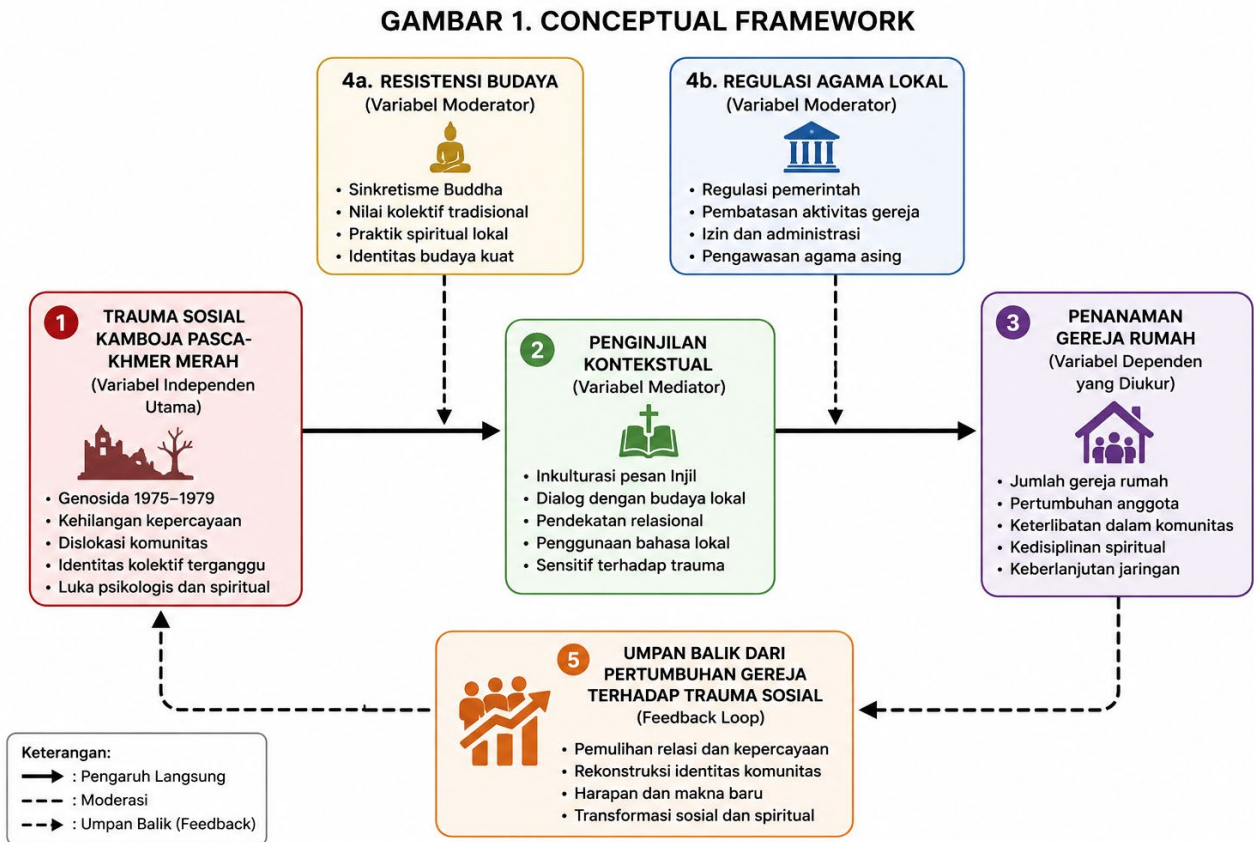 GAMBAR 1. CONCEPTUAL FRAMEWORK
4a. RESISTENSI BUDAYA
(Variabel Moderator)
• Sinkretisme Buddha
• Nilai kolektif tradisional
• Praktik spiritual lokal
• Identitas budaya kuat
4b. REGULASI AGAMA LOKAL
(Variabel Moderator)
• Regulasi pemerintah
• Pembatasan aktivitas gereja
• Izin dan administrasi
• Pengawasan agama asing
1
TRAUMA SOSIAL
KAMBOJA PASCA-
KHMER MERAH
(Variabel Independen
Utama)
• Genosida 1975–1979
• Kehilangan kepercayaan
• Dislokasi komunitas
• Identitas kolektif terganggu
• Luka psikologis dan spiritual
2
PENGINJILAN
KONTEKSTUAL
(Variabel Mediator)
• Inkulturasi pesan Injil
• Dialog dengan budaya lokal
• Pendekatan relasional
• Penggunaan bahasa lokal
• Sensitif terhadap trauma
3
PENANAMAN
GEREJA RUMAH
(Variabel Dependen
yang Diukur)
• Jumlah gereja rumah
• Pertumbuhan anggota
• Keterlibatan dalam komunitas
• Kedisiplinan spiritual
• Keberlanjutan jaringan
5
UMPAN BALIK DARI
PERTUMBUHAN GEREJA
TERHADAP TRAUMA SOSIAL
(Feedback Loop)
• Pemulihan relasi dan kepercayaan
• Rekonstruksi identitas komunitas
• Harapan dan makna baru
• Transformasi sosial dan spiritual
Keterangan:
: Pengaruh Langsung
: Moderasi
: Umpan Balik (Feedback)